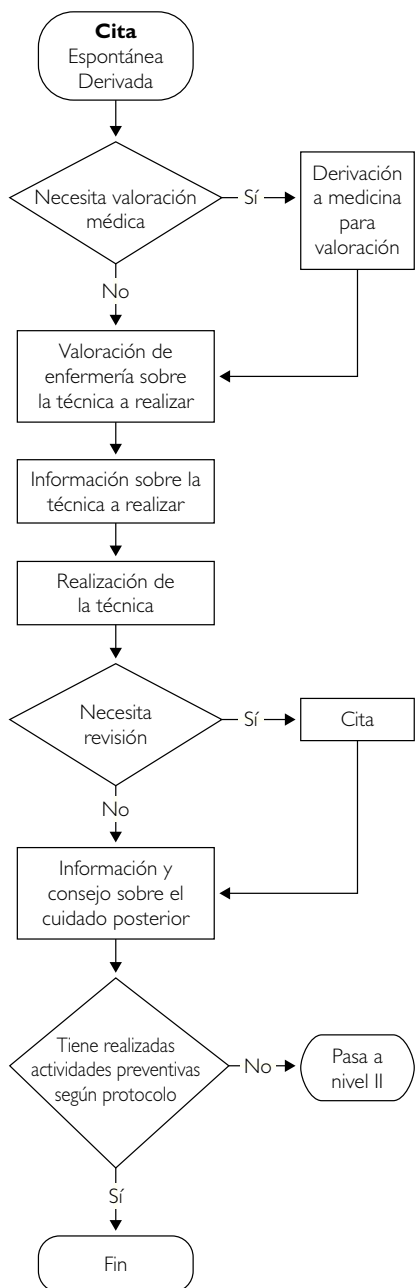 Cita
Espontánea
Derivada
Necesita valoración
médica
Sí
Derivación
a medicina
para
valoración
No
Valoración de
enfermería sobre
la técnica a realizar
Información sobre la
técnica a realizar
Realización de
la técnica
Necesita
revisión
Sí
Cita
No
Información y
consejo sobre el
cuidado posterior
Tiene realizadas
actividades preventivas
según protocolo
No
Pasa a
nivel II
Sí
Fin